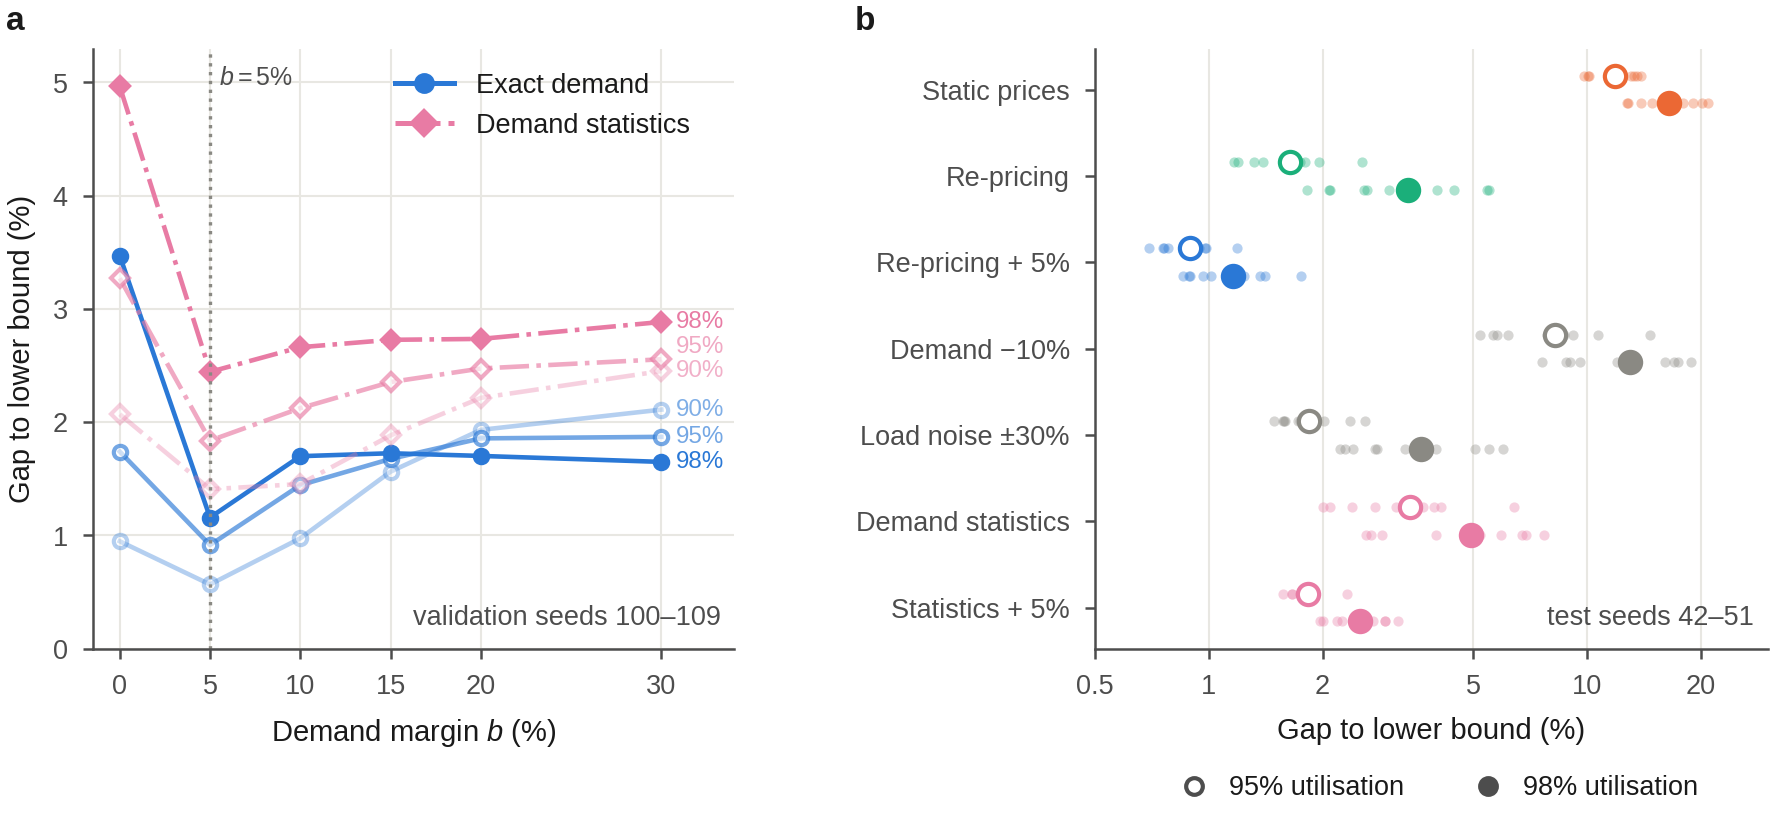 a
Gap to lower bound (%)
5
4
3
2
1
0
b = 5%
Exact demand
Demand statistics
98%
95%
90%
90%
95%
98%
validation seeds 100–109
0 5 10 15 20 30
Demand margin b (%)
b
Static prices
Re-pricing
Re-pricing + 5%
Demand −10%
Load noise ±30%
Demand statistics
Statistics + 5%
test seeds 42–51
0.5 1 2 5 10 20
Gap to lower bound (%)
95% utilisation 98% utilisation